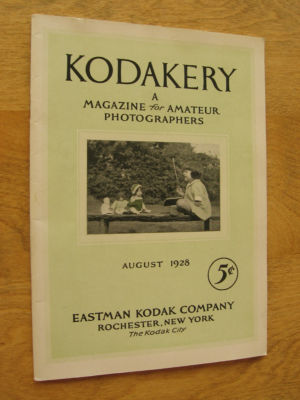 KODAKERY
A
MAGAZINE for AMATEUR
PHOTOGRAPHERS
AUGUST 1928
5¢
EASTMAN KODAK COMPANY
ROCHESTER, NEW YORK
The Kodak City